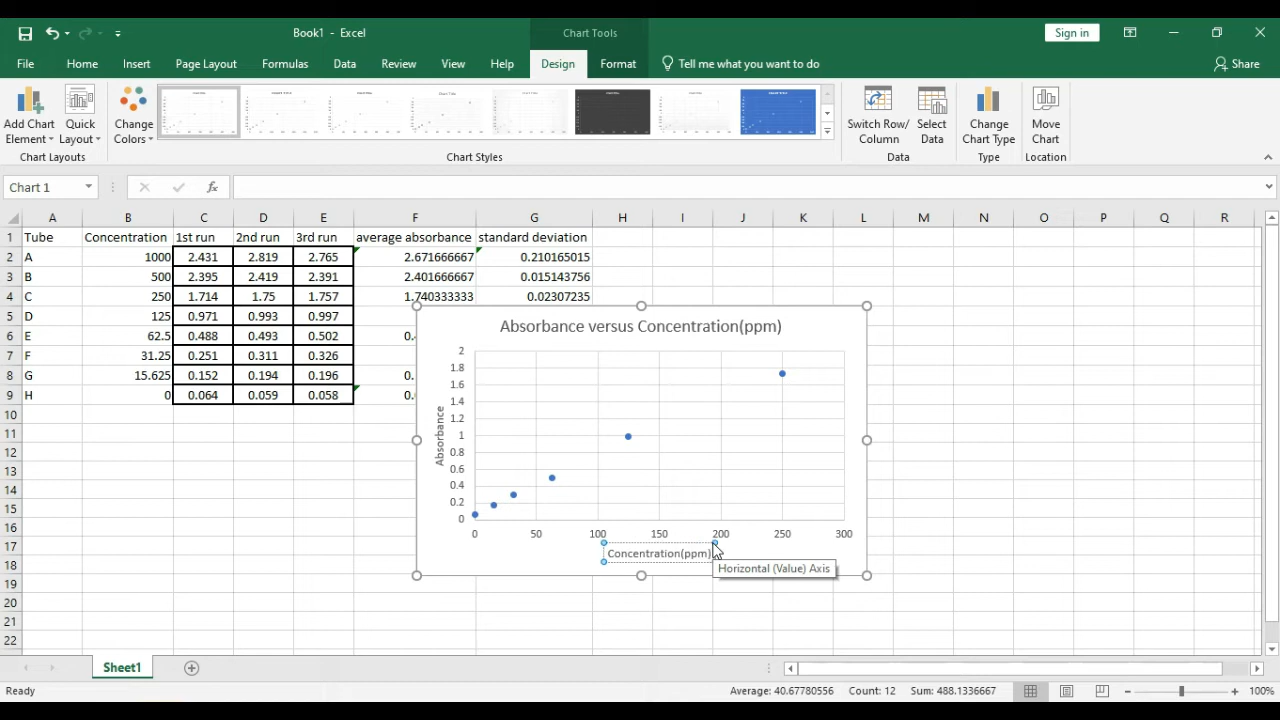 Book1 - Excel
Chart Tools
Sign in
File Home Insert Page Layout Formulas Data Review View Help Design Format Tell me what you want to do Share
Add Chart Element
Quick Layout
Change Colors
Switch Row/ Column
Select Data
Change Chart Type
Move Chart
Chart Layouts
Chart Styles
Data
Type
Location
Chart 1
fx
A B C D E F G H I J K L M N O P Q R
1 Tube Concentration 1st run 2nd run 3rd run average absorbance standard deviation
2 A 1000 2.431 2.819 2.765 2.671666667 0.210165015
3 B 500 2.395 2.419 2.391 2.401666667 0.015143756
4 C 250 1.714 1.75 1.757 1.740333333 0.02307235
5 D 125 0.971 0.993 0.997
6 E 62.5 0.488 0.493 0.502
7 F 31.25 0.251 0.311 0.326
8 G 15.625 0.152 0.194 0.196
9 H 0 0.064 0.059 0.058
10
11
12
13
14
15
16
17
18
19
20
21
22
Absorbance versus Concentration(ppm)
2
1.8
1.6
1.4
1.2
1
0.8
0.6
0.4
0.2
0
Absorbance
0 50 100 150 200 250 300
Concentration(ppm)
Horizontal (Value) Axis
Sheet1
Ready
Average: 40.67780556 Count: 12 Sum: 488.1336667
100%